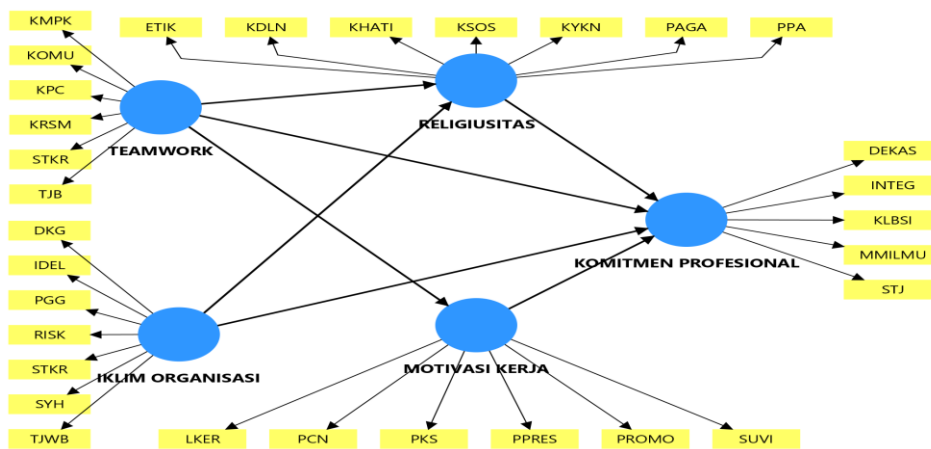 KMPK
ETIK
KDLN
KHATI
KSOS
KYKN
PAGA
PPA
KOMU
KPC
KRSM
STKR
TJB
TEAMWORK
RELIGIUSITAS
DEKAS
INTEG
KLBSI
MMILMU
STJ
KOMITMEN PROFESIONAL
DKG
IDEL
PGG
RISK
STKR
SYH
TJWB
IKLIM ORGANISASI
MOTIVASI KERJA
LKER
PCN
PKS
PPRES
PROMO
SUVI